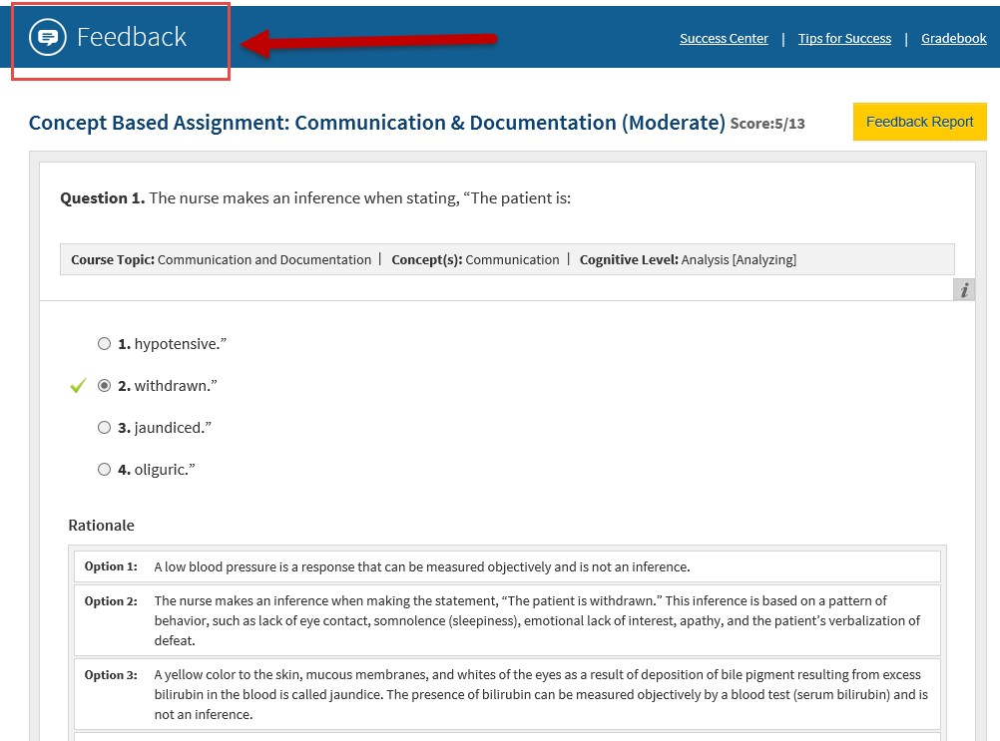 Feedback
Success Center | Tips for Success | Gradebook
Concept Based Assignment: Communication & Documentation (Moderate) Score:5/13
Feedback Report
Question 1. The nurse makes an inference when stating, “The patient is:
Course Topic: Communication and Documentation | Concept(s): Communication | Cognitive Level: Analysis [Analyzing]
i
1. hypotensive.”
2. withdrawn.”
3. jaundiced.”
4. oliguric.”
Rationale
Option 1: A low blood pressure is a response that can be measured objectively and is not an inference.
Option 2: The nurse makes an inference when making the statement, “The patient is withdrawn.” This inference is based on a pattern of
behavior, such as lack of eye contact, somnolence (sleepiness), emotional lack of interest, apathy, and the patient’s verbalization of
defeat.
Option 3: A yellow color to the skin, mucous membranes, and whites of the eyes as a result of deposition of bile pigment resulting from excess
bilirubin in the blood is called jaundice. The presence of bilirubin can be measured objectively by a blood test (serum bilirubin) and is
not an inference.